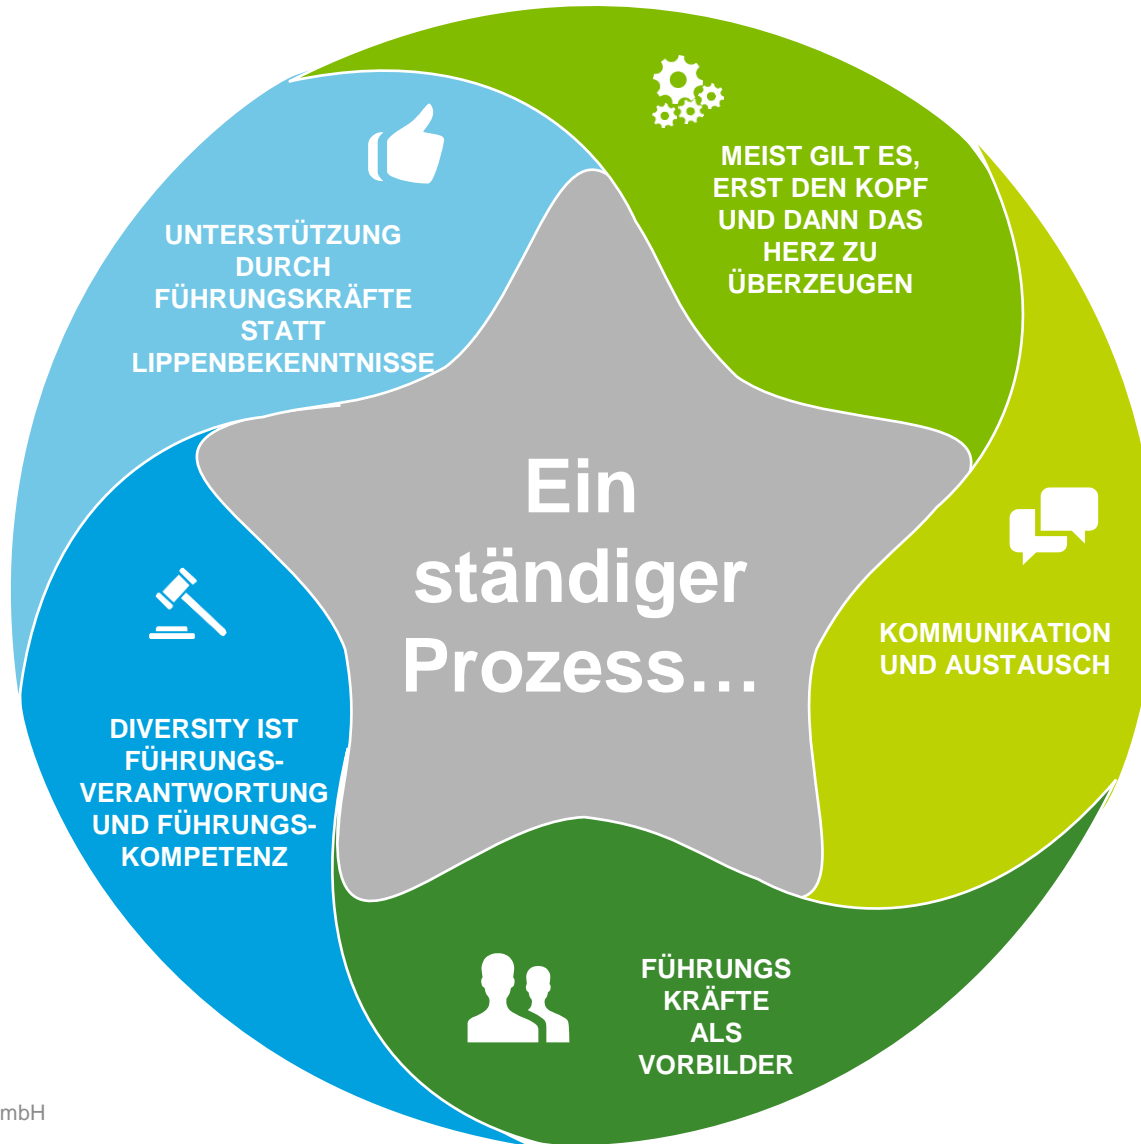 MEIST GILT ES,
ERST DEN KOPF
UND DANN DAS
HERZ ZU
ÜBERZEUGEN
UNTERSTÜTZUNG
DURCH
FÜHRUNGSKRÄFTE
STATT
LIPPENBEKENNTNISSE
Ein
ständiger
Prozess…
KOMMUNIKATION
UND AUSTAUSCH
DIVERSITY IST
FÜHRUNGS-
VERANTWORTUNG
UND FÜHRUNGS-
KOMPETENZ
FÜHRUNGS
KRÄFTE
ALS
VORBILDER
mbH